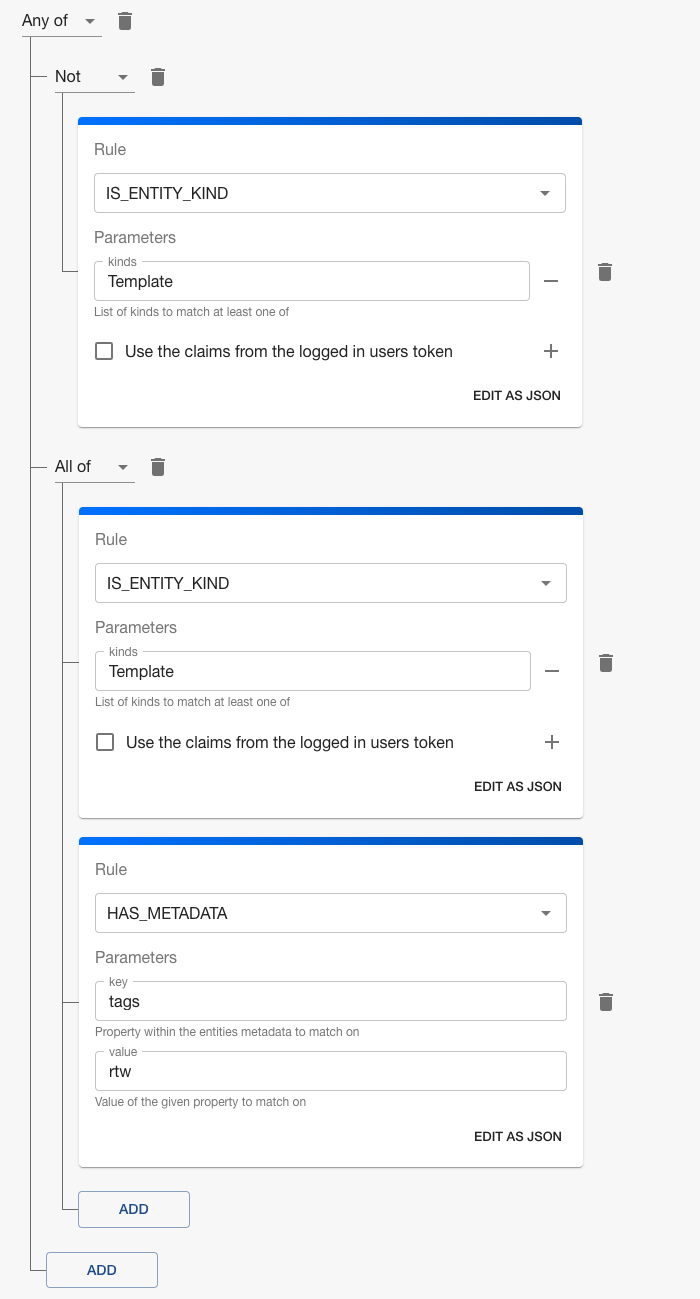 Any of
Not
Rule
IS_ENTITY_KIND
Parameters
kinds
Template
List of kinds to match at least one of
Use the claims from the logged in users token
EDIT AS JSON
All of
Rule
IS_ENTITY_KIND
Parameters
kinds
Template
List of kinds to match at least one of
Use the claims from the logged in users token
EDIT AS JSON
Rule
HAS_METADATA
Parameters
key
tags
Property within the entities metadata to match on
value
rtw
Value of the given property to match on
EDIT AS JSON
ADD
ADD